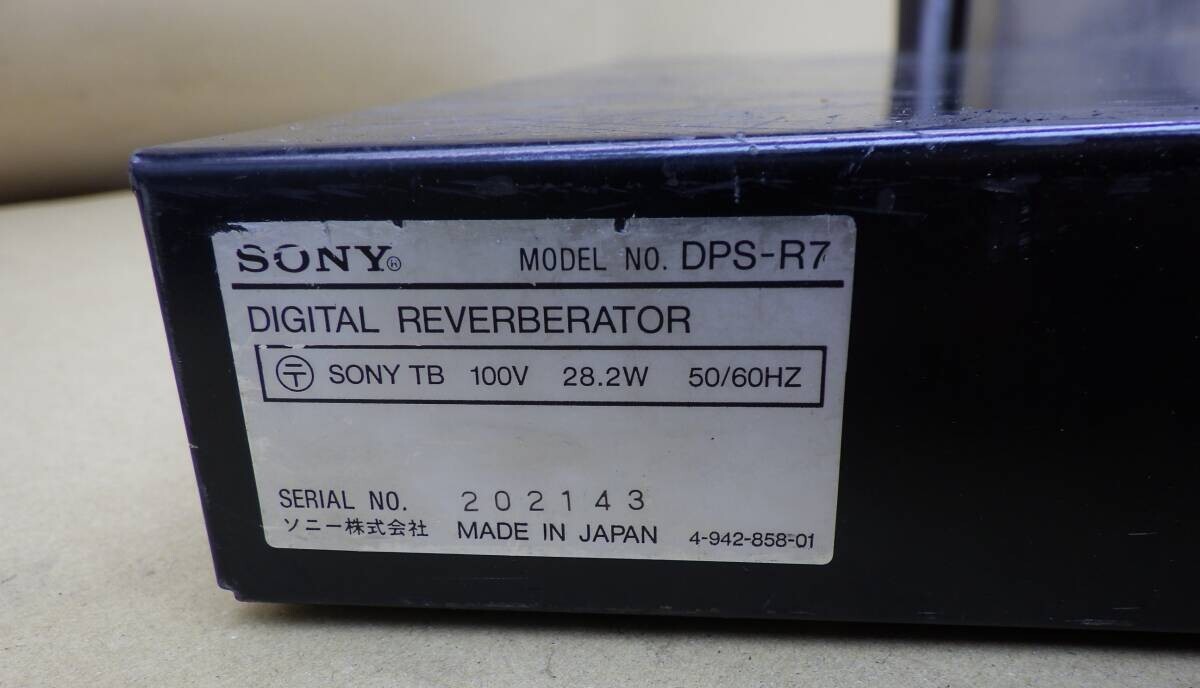 SONY® MODEL NO. DPS-R7
DIGITAL REVERBERATOR
〒 SONY TB 100V 28.2W 50/60HZ
SERIAL NO. 202143
ソニー株式会社 MADE IN JAPAN 4-942-858-01